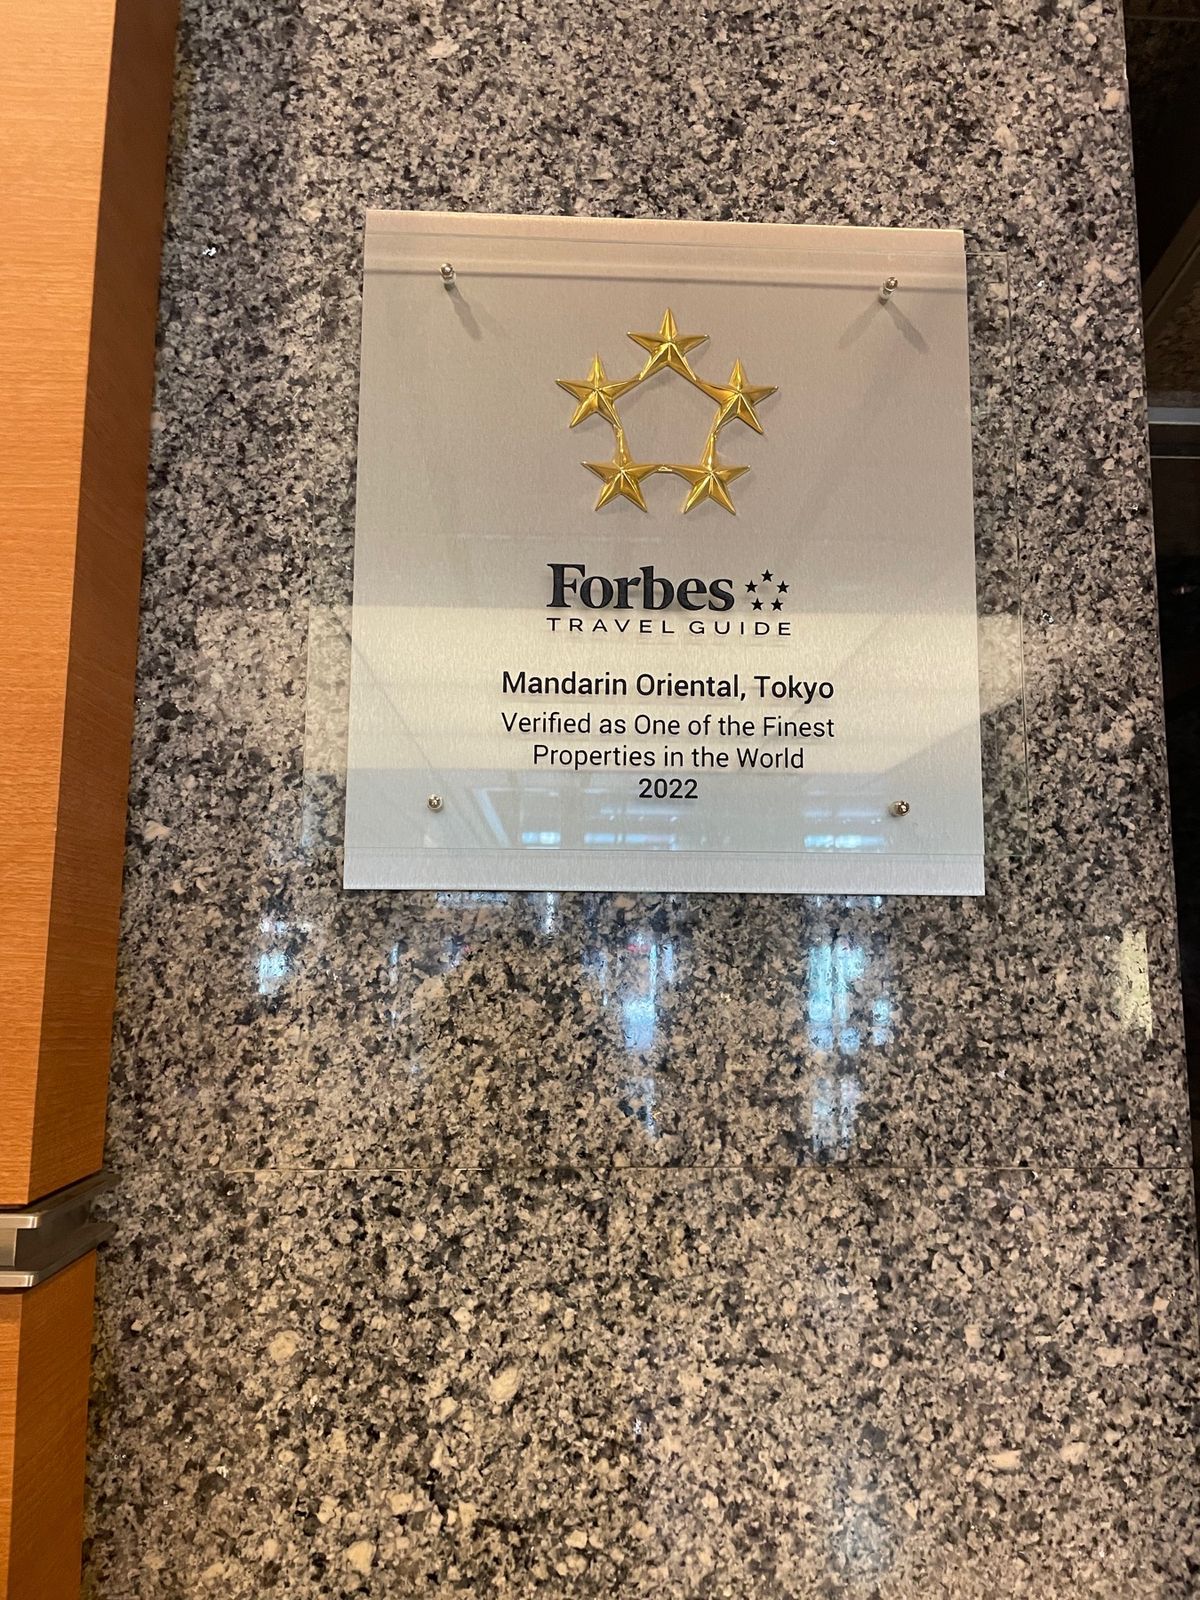 Forbes
TRAVEL GUIDE
Mandarin Oriental, Tokyo
Verified as One of the Finest
Properties in the World
2022